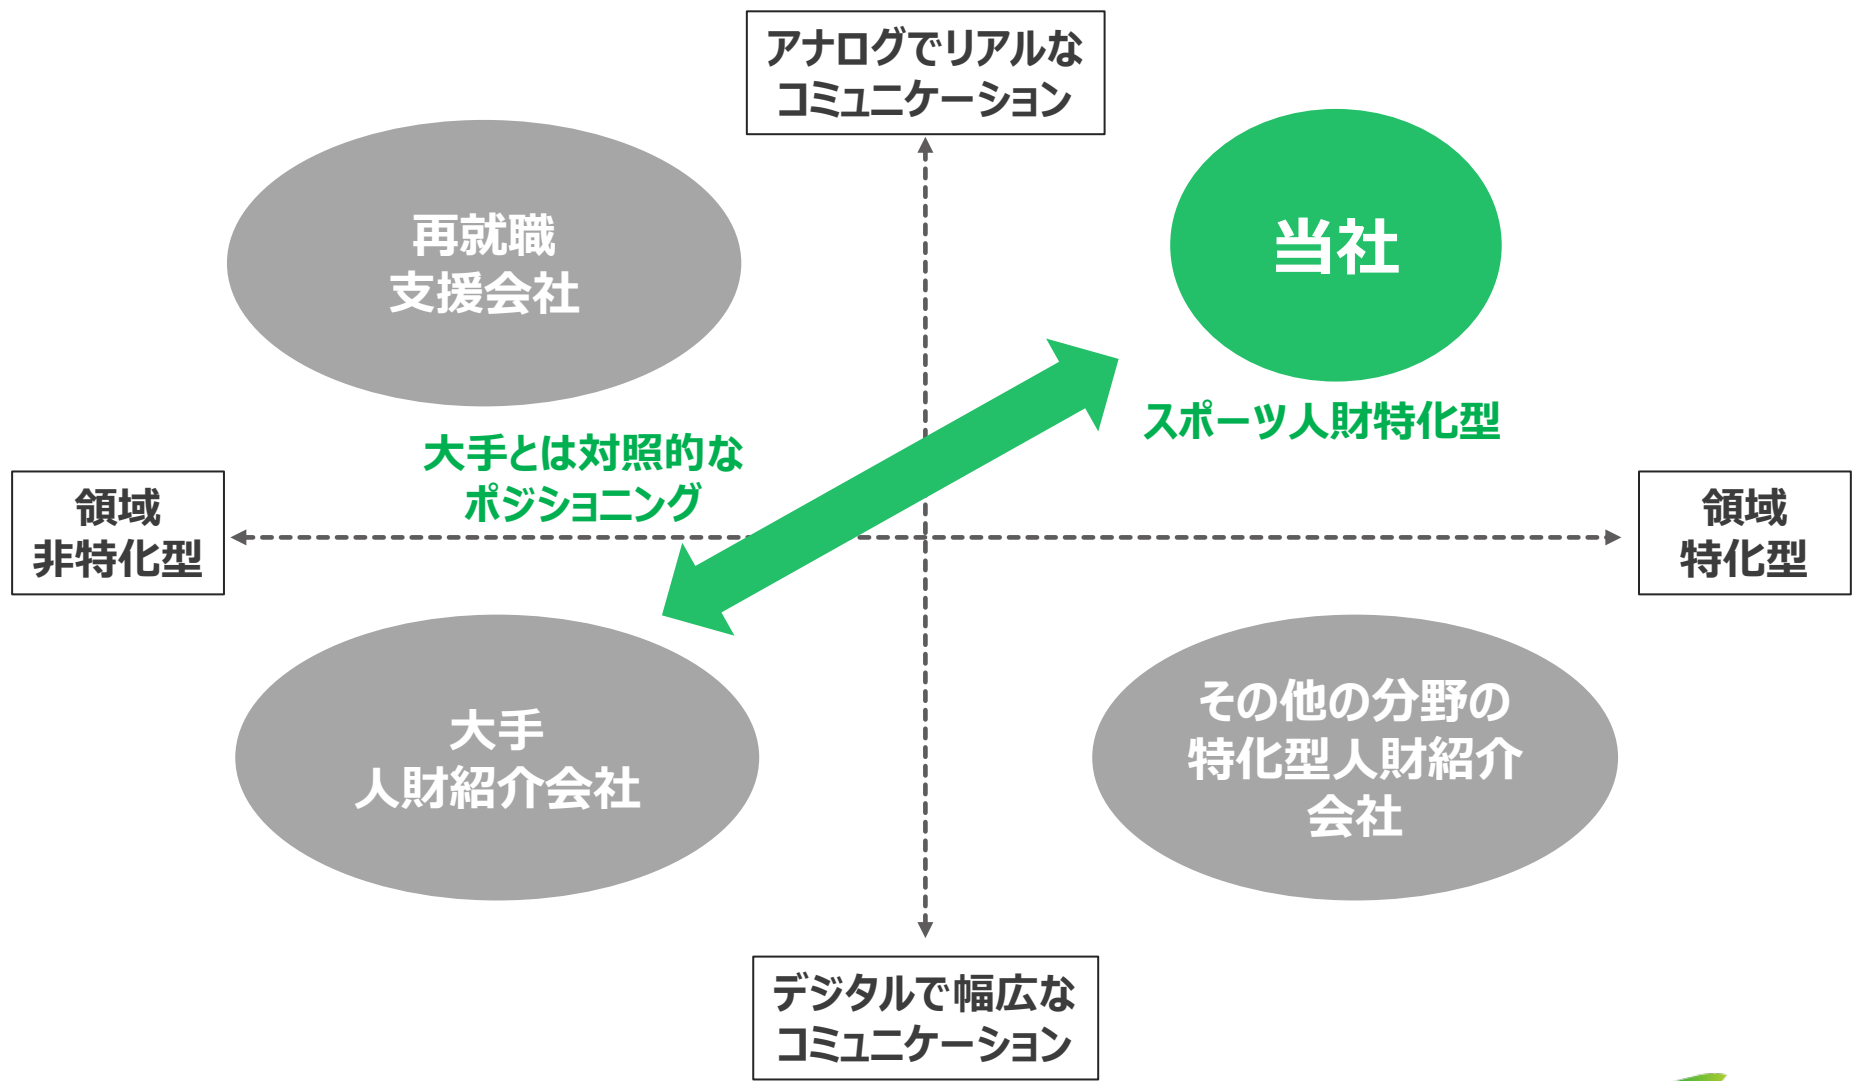 アナログでリアルな
コミュニケーション
再就職
支援会社
当社
スポーツ人財特化型
大手とは対照的な
ポジショニング
領域
非特化型
領域
特化型
大手
人財紹介会社
その他の分野の
特化型人財紹介
会社
デジタルで幅広な
コミュニケーション